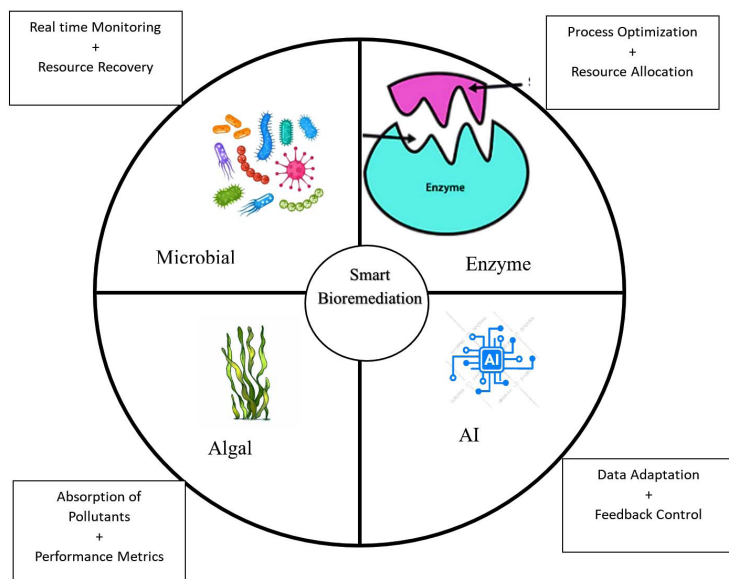 Real time Monitoring
+
Resource Recovery
Process Optimization
+
Resource Allocation
Enzyme
Microbial
Enzyme
Smart
Bioremediation
AI
Algal
AI
Absorption of
Pollutants
+
Performance Metrics
Data Adaptation
+
Feedback Control